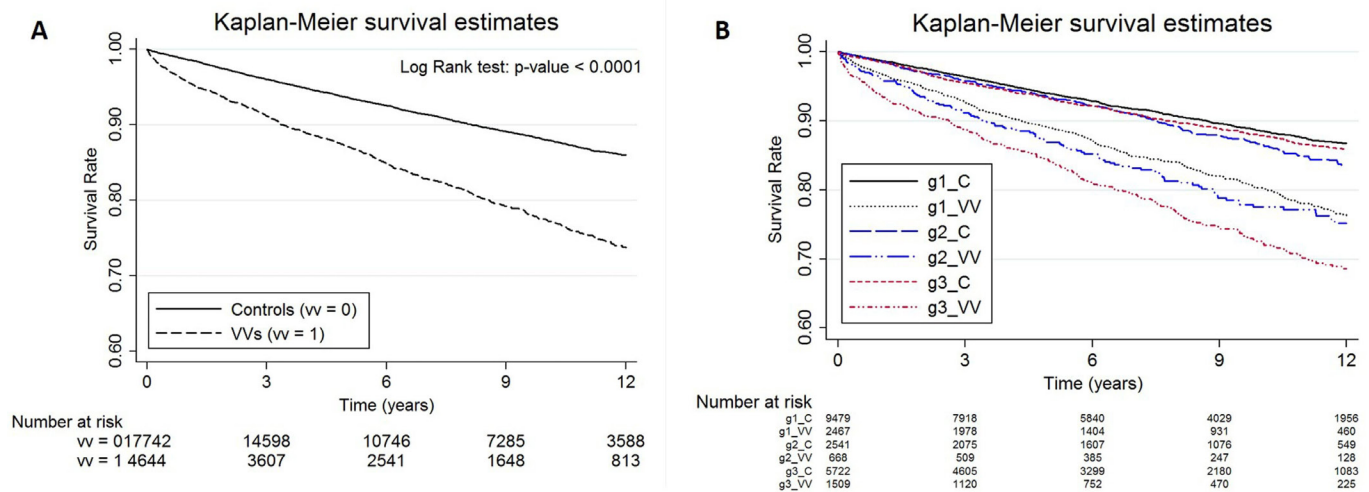 A
Kaplan-Meier survival estimates
Log Rank test: p-value < 0.0001
Survival Rate
1.00
0.90
0.80
0.70
0.60
Controls (vv = 0)
VVs (vv = 1)
0 3 6 9 12
Time (years)
Number at risk
vv = 017742 14598 10746 7285 3588
vv = 1 4644 3607 2541 1648 813
B
Kaplan-Meier survival estimates
Survival Rate
1.00
0.90
0.80
0.70
0.60
g1_C
g1_VV
g2_C
g2_VV
g3_C
g3_VV
0 3 6 9 12
Time (years)
Number at risk
g1_C 9479 7918 5840 4029 1956
g1_VV 2467 1978 1404 931 460
g2_C 2541 2075 1607 1076 549
g2_VV 668 509 385 247 128
g3_C 5722 4605 3299 2180 1083
g3_VV 1509 1120 752 470 225